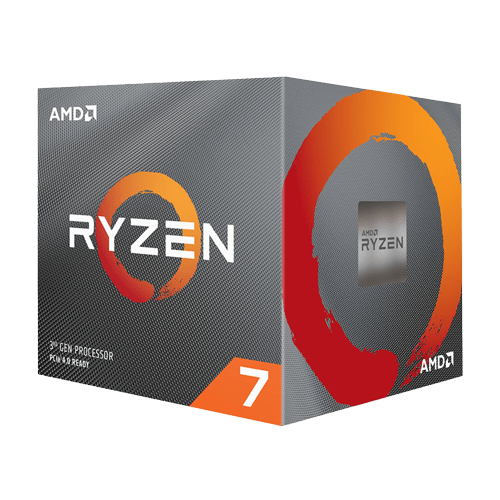 AMD
RYZEN
3rd GEN PROCESSOR
PCIe 4.0 READY
7
AMD
RYZEN
AMD